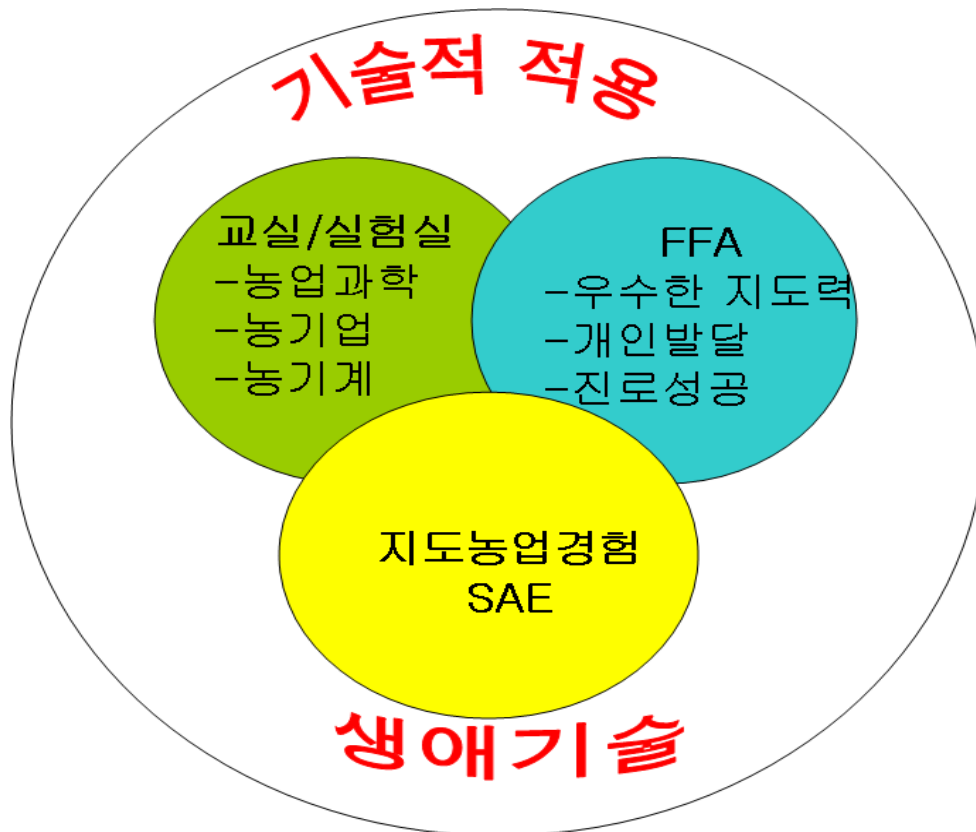 기술적 적용
교실/실험실
-농업과학
-농기업
-농기계
FFA
-우수한 지도력
-개인발달
-진로성공
지도농업경험
SAE
생애기술